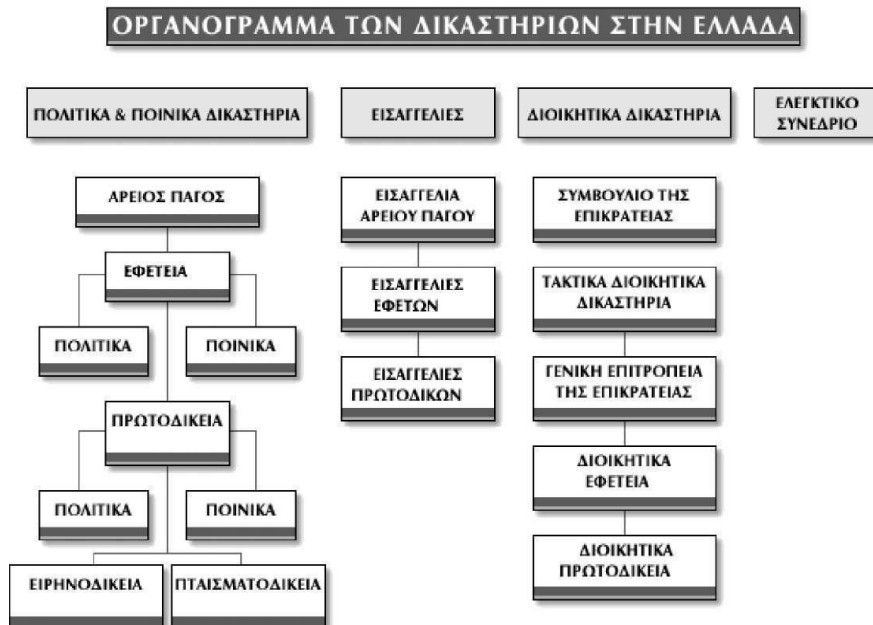 ΟΡΓΑΝΟΓΡΑΜΜΑ ΤΩΝ ΔΙΚΑΣΤΗΡΙΩΝ ΣΤΗΝ ΕΛΛΑΔΑ
ΠΟΛΙΤΙΚΑ & ΠΟΙΝΙΚΑ ΔΙΚΑΣΤΗΡΙΑ
ΑΡΕΙΟΣ ΠΑΓΟΣ
ΕΦΕΤΕΙΑ
ΠΟΛΙΤΙΚΑ
ΠΟΙΝΙΚΑ
ΠΡΩΤΟΔΙΚΕΙΑ
ΠΟΛΙΤΙΚΑ
ΠΟΙΝΙΚΑ
ΕΙΡΗΝΟΔΙΚΕΙΑ
ΠΤΑΙΣΜΑΤΟΔΙΚΕΙΑ
ΕΙΣΑΓΓΕΛΙΕΣ
ΕΙΣΑΓΓΕΛΙΑ
ΑΡΕΙΟΥ ΠΑΓΟΥ
ΕΙΣΑΓΓΕΛΙΕΣ
ΕΦΕΤΩΝ
ΕΙΣΑΓΓΕΛΙΕΣ
ΠΡΩΤΟΔΙΚΩΝ
ΔΙΟΙΚΗΤΙΚΑ ΔΙΚΑΣΤΗΡΙΑ
ΣΥΜΒΟΥΛΙΟ ΤΗΣ
ΕΠΙΚΡΑΤΕΙΑΣ
ΤΑΚΤΙΚΑ ΔΙΟΙΚΗΤΙΚΑ
ΔΙΚΑΣΤΗΡΙΑ
ΓΕΝΙΚΗ ΕΠΙΤΡΟΠΕΙΑ
ΤΗΣ ΕΠΙΚΡΑΤΕΙΑΣ
ΔΙΟΙΚΗΤΙΚΑ
ΕΦΕΤΕΙΑ
ΔΙΟΙΚΗΤΙΚΑ
ΠΡΩΤΟΔΙΚΕΙΑ
ΕΛΕΓΚΤΙΚΟ
ΣΥΝΕΔΡΙΟ